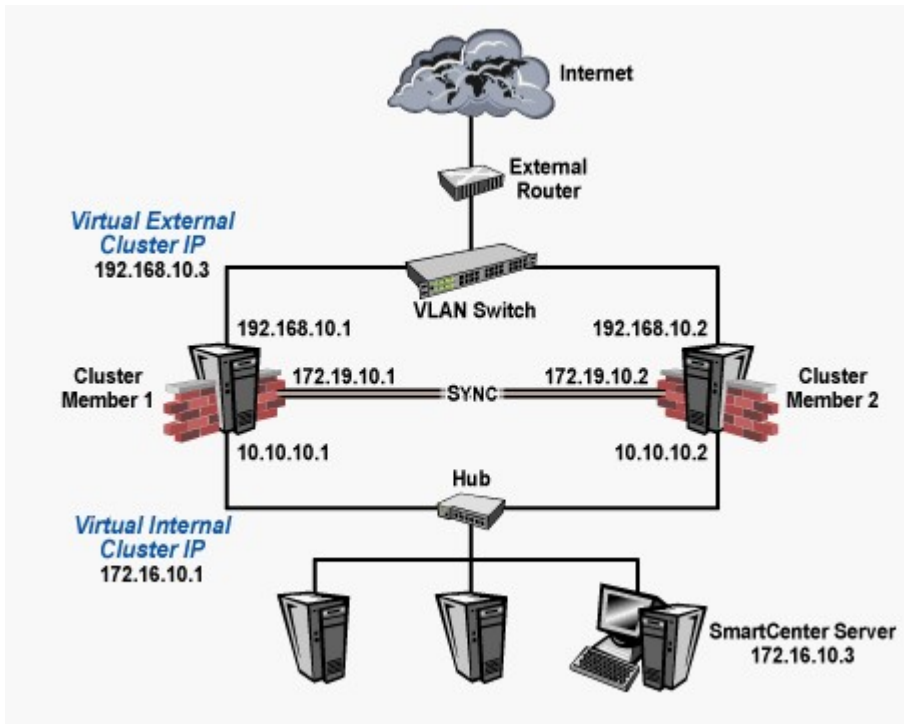 Internet
External
Router
Virtual External
Cluster IP
192.168.10.3
VLAN Switch
192.168.10.1
192.168.10.2
Cluster
Member 1
172.19.10.1
SYNC
172.19.10.2
Cluster
Member 2
10.10.10.1
10.10.10.2
Hub
Virtual Internal
Cluster IP
172.16.10.1
SmartCenter Server
172.16.10.3